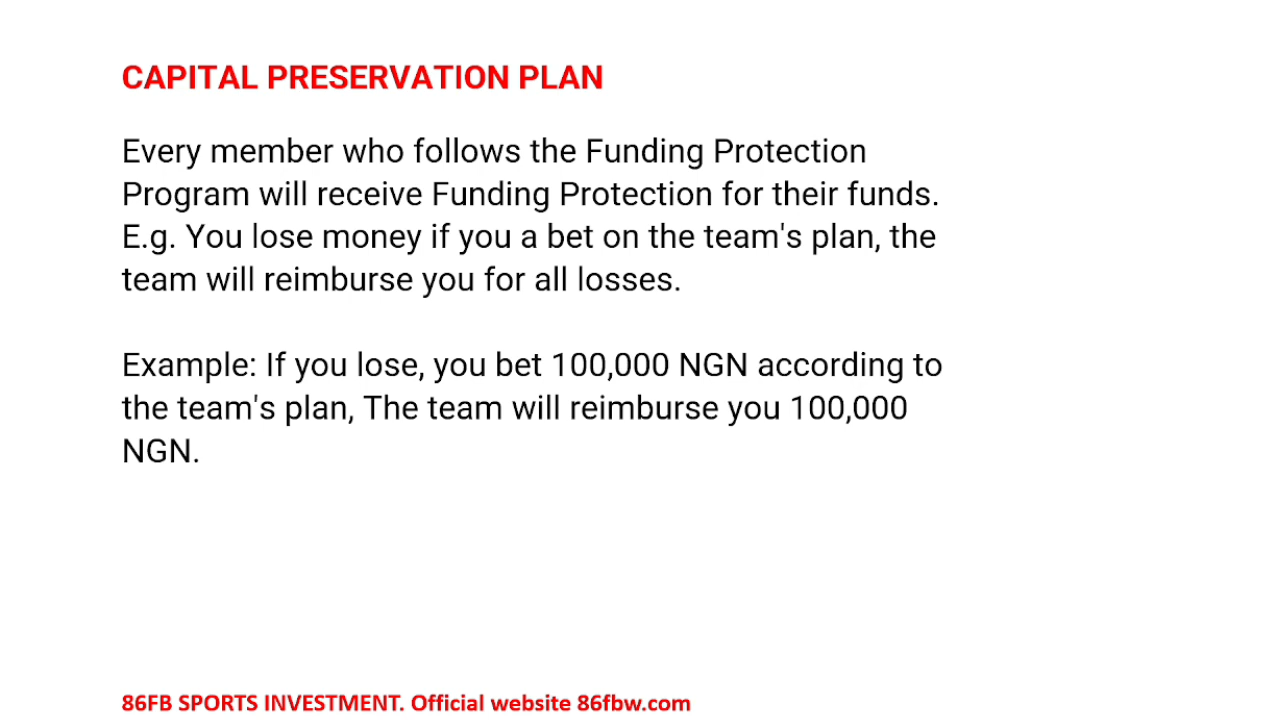 CAPITAL PRESERVATION PLAN
Every member who follows the Funding Protection
Program will receive Funding Protection for their funds.
E.g. You lose money if you a bet on the team's plan, the
team will reimburse you for all losses.
Example: If you lose, you bet 100,000 NGN according to
the team's plan, The team will reimburse you 100,000
NGN.
86FB SPORTS INVESTMENT. Official website 86fbw.com